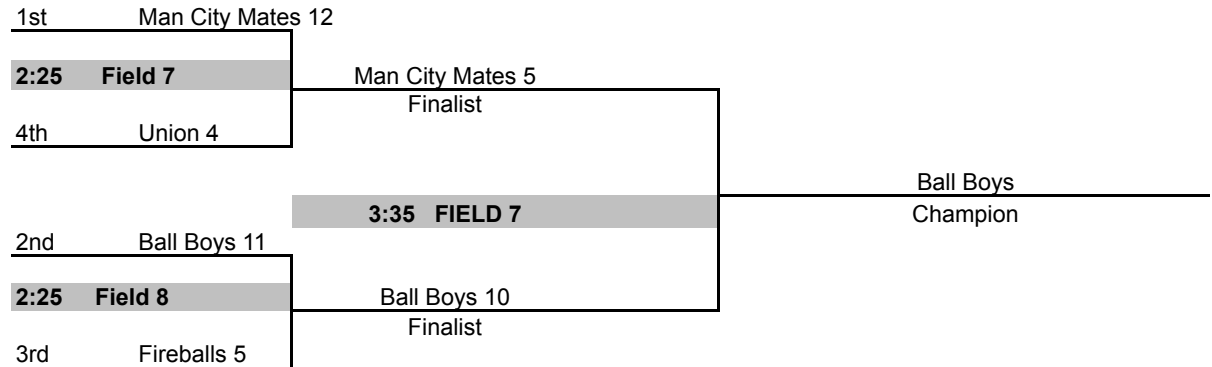 1st Man City Mates 12
2:25 Field 7
Man City Mates 5
Finalist
4th Union 4
Ball Boys
3:35 FIELD 7
Champion
2nd Ball Boys 11
2:25 Field 8
Ball Boys 10
Finalist
3rd Fireballs 5